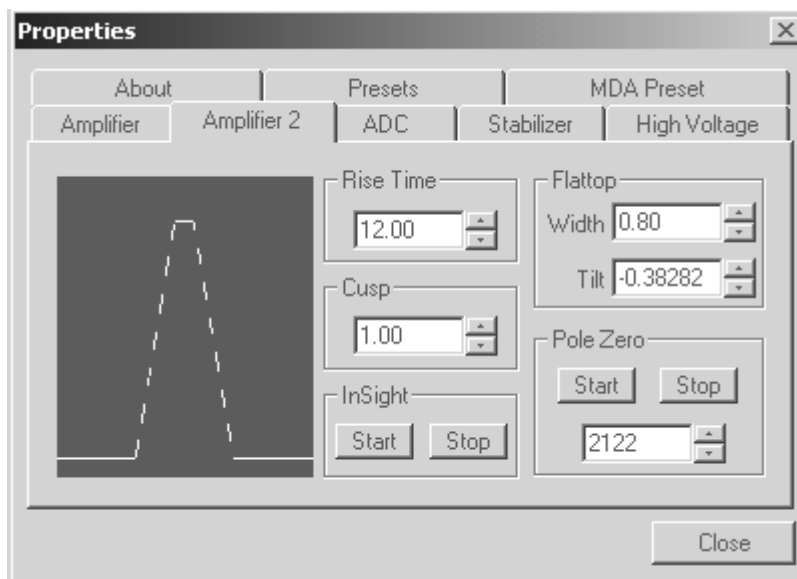 Properties
About Presets MDA Preset
Amplifier Amplifier 2 ADC Stabilizer High Voltage
Rise Time
12.00
Cusp
1.00
InSight
Start Stop
Flattop
Width 0.80
Tilt -0.38282
Pole Zero
Start Stop
2122
Close